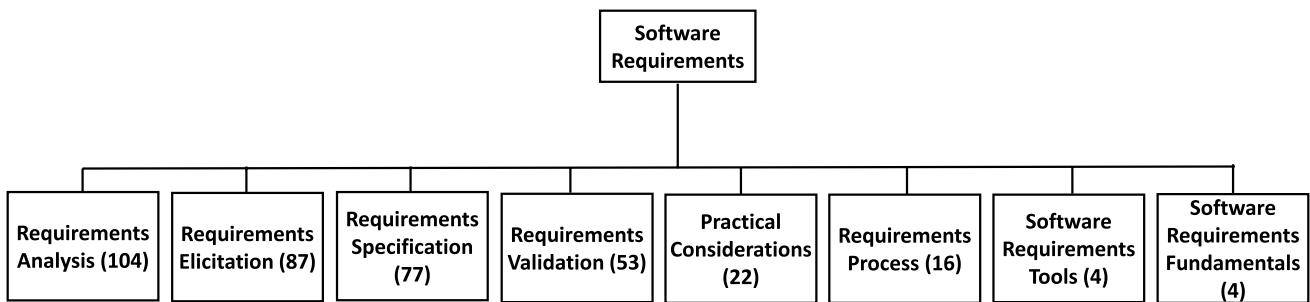 Software
Requirements
Requirements
Analysis (104)
Requirements
Elicitation (87)
Requirements
Specification
(77)
Requirements
Validation (53)
Practical
Considerations
(22)
Requirements
Process (16)
Software
Requirements
Tools (4)
Software
Requirements
Fundamentals
(4)